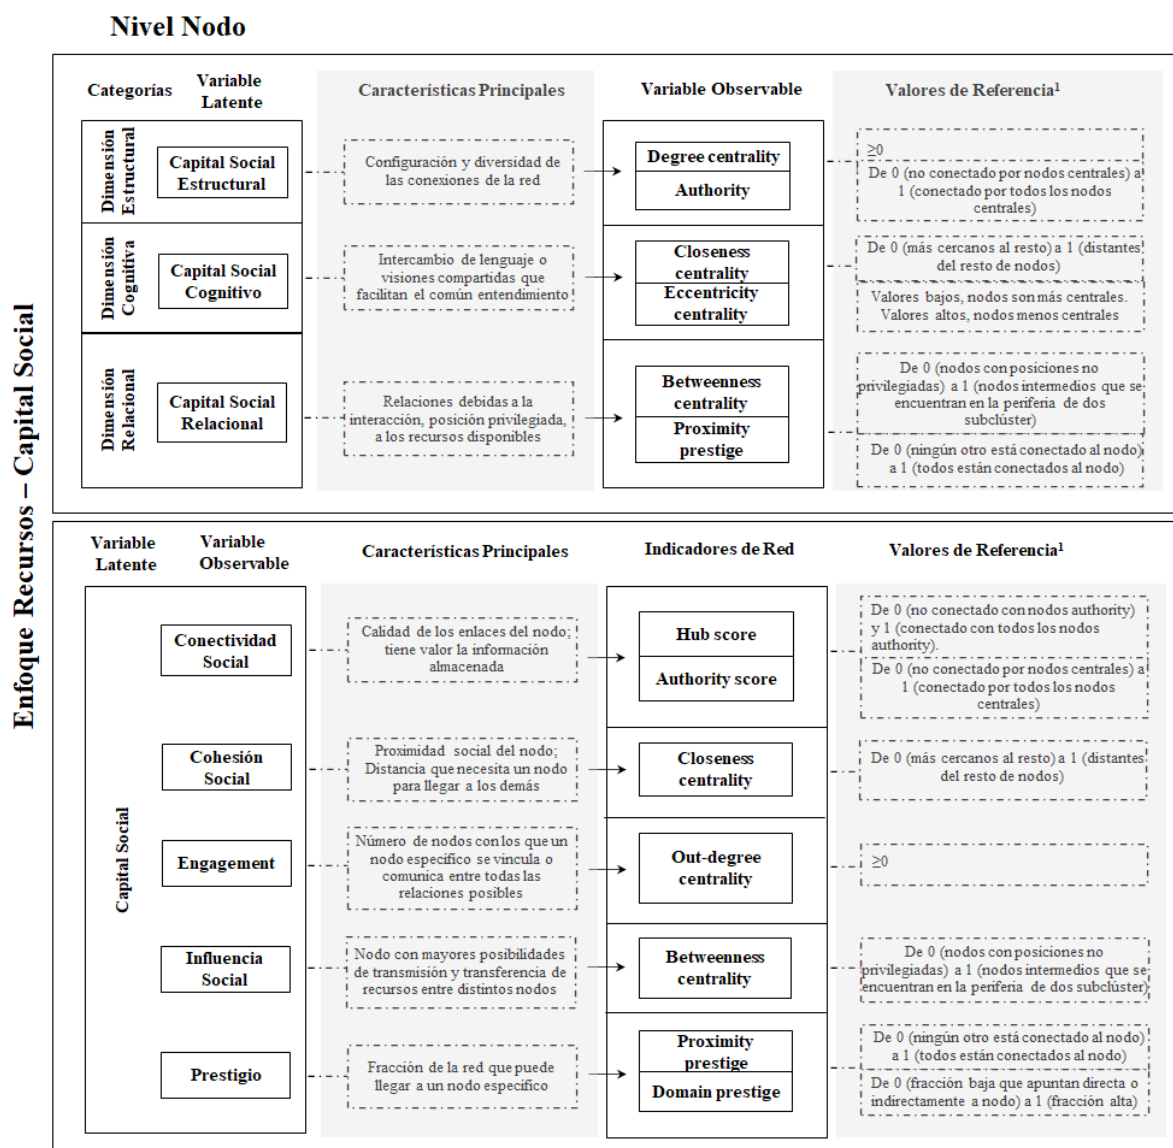 Nivel Nodo
Enfoque Recursos – Capital Social
Categorías
Variable
Latente
Características Principales
Variable Observable
Valores de Referencia¹
Dimensión
Estructural
Capital Social
Estructural
Configuración y diversidad de
las conexiones de la red
Degree centrality
Authority
≥0
De 0 (no conectado por nodos centrales) a
1 (conectado por todos los nodos
centrales)
Dimensión
Cognitiva
Capital Social
Cognitivo
Intercambio de lenguaje o
visiones compartidas que
facilitan el común entendimiento
Closeness
centrality
Eccentricity
centrality
De 0 (más cercanos al resto) a 1 (distantes
del resto de nodos)
Valores bajos, nodos son más centrales.
Valores altos, nodos menos centrales
Dimensión
Relacional
Capital Social
Relacional
Relaciones debidas a la
interacción, posición privilegiada,
a los recursos disponibles
Betweenness
centrality
Proximity
prestige
De 0 (nodos con posiciones no
privilegiadas) a 1 (nodos intermedios que se
encuentran en la periferia de dos
subclúster)
De 0 (ningún otro está conectado al nodo)
a 1 (todos están conectados al nodo)
Variable
Latente
Variable
Observable
Características Principales
Indicadores de Red
Valores de Referencia¹
Capital Social
Conectividad
Social
Calidad de los enlaces del nodo;
tiene valor la información
almacenada
Hub score
Authority score
De 0 (no conectado con nodos authority)
y 1 (conectado con todos los nodos
authority).
De 0 (no conectado por nodos centrales) a
1 (conectado por todos los nodos
centrales)
Cohesión
Social
Proximidad social del nodo;
Distancia que necesita un nodo
para llegar a los demás
Closeness
centrality
De 0 (más cercanos al resto) a 1 (distantes
del resto de nodos)
Engagement
Número de nodos con los que un
nodo específico se vincula o
comunica entre todas las
relaciones posibles
Out-degree
centrality
≥0
Influencia
Social
Nodo con mayores posibilidades
de transmisión y transferencia de
recursos entre distintos nodos
Betweenness
centrality
De 0 (nodos con posiciones no
privilegiadas) a 1 (nodos intermedios que se
encuentran en la periferia de dos subclúster)
Prestigio
Fracción de la red que puede
llegar a un nodo específico
Proximity
prestige
Domain prestige
De 0 (ningún otro está conectado al nodo)
a 1 (todos están conectados al nodo)
De 0 (fracción baja que apuntan directa o
indirectamente a nodo) a 1 (fracción alta)